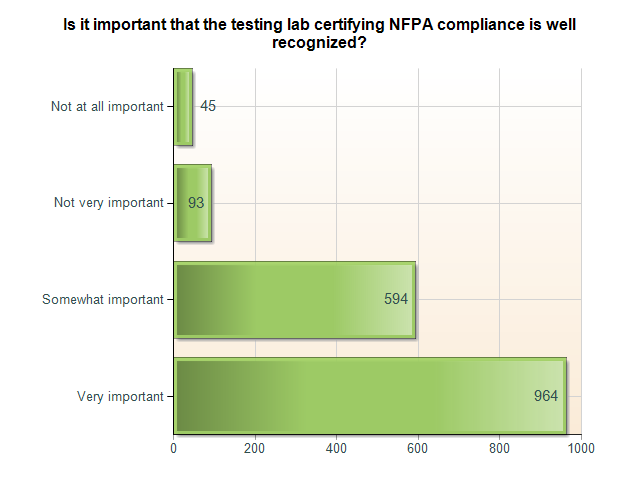 Is it important that the testing lab certifying NFPA compliance is well
recognized?
Not at all important
45
Not very important
93
Somewhat important
594
Very important
964
0
200
400
600
800
1000